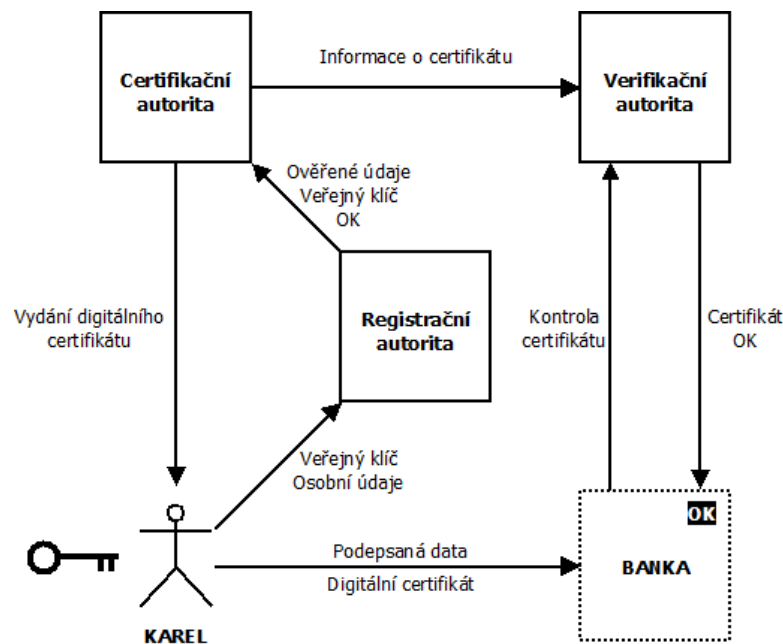 Certifikační
autorita
Informace o certifikátu
Verifikační
autorita
Ověřené údaje
Veřejný klíč
OK
Vydání digitálního
certifikátu
Registrační
autorita
Kontrola
certifikátu
Certifikát
OK
Veřejný klíč
Osobní údaje
OK
Podepsaná data
Digitální certifikát
BANKA
KAREL